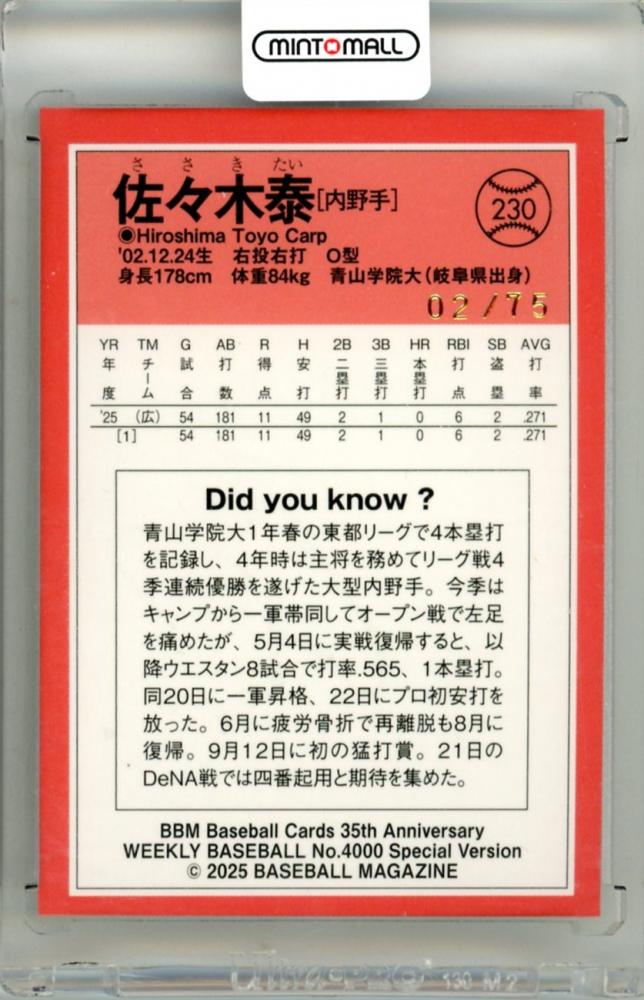 MINTOMALL
ささきたい
佐々木泰[内野手]
230
◉Hiroshima Toyo Carp
'02.12.24生 右投右打 O型
身長178cm 体重84kg 青山学院大(岐阜県出身)
02/75
YR TM G AB R H 2B 3B HR RBI SB AVG
年度 チーム 試合 打数 得点 安打 二塁打 三塁打 本塁打 打点 盗塁 打率
'25 (広) 54 181 11 49 2 1 0 6 2 .271
[1] 54 181 11 49 2 1 0 6 2 .271
Did you know ?
青山学院大1年春の東都リーグで4本塁打
を記録し、4年時は主将を務めてリーグ戦4
季連続優勝を遂げた大型内野手。今季は
キャンプから一軍帯同してオープン戦で左足
を痛めたが、5月4日に実戦復帰すると、以
降ウエスタン8試合で打率.565、1本塁打。
同20日に一軍昇格、22日にプロ初安打を
放った。6月に疲労骨折で再離脱も8月に
復帰。9月12日に初の猛打賞。21日の
DeNA戦では四番起用と期待を集めた。
BBM Baseball Cards 35th Anniversary
WEEKLY BASEBALL No.4000 Special Version
© 2025 BASEBALL MAGAZINE